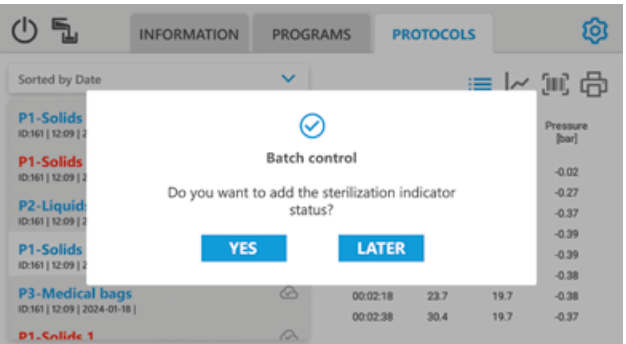 INFORMATION
PROGRAMS
PROTOCOLS
Sorted by Date
P1-Solids
ID:161 | 12:09 | 2
P1-Solids
ID:161 | 12:09 | 2
P2-Liquid
ID:161 | 12:09 | 2
P1-Solids
ID:161 | 12:09 | 2
P3-Medical bags
ID:161 | 12:09 | 2024-01-18 |
P1-Solids 1
Batch control
Do you want to add the sterilization indicator
status?
YES
LATER
Pressure
[bar]
-0.02
-0.27
-0.37
-0.39
-0.39
-0.38
00:02:18 23.7 19.7 -0.38
00:02:38 30.4 19.7 -0.37